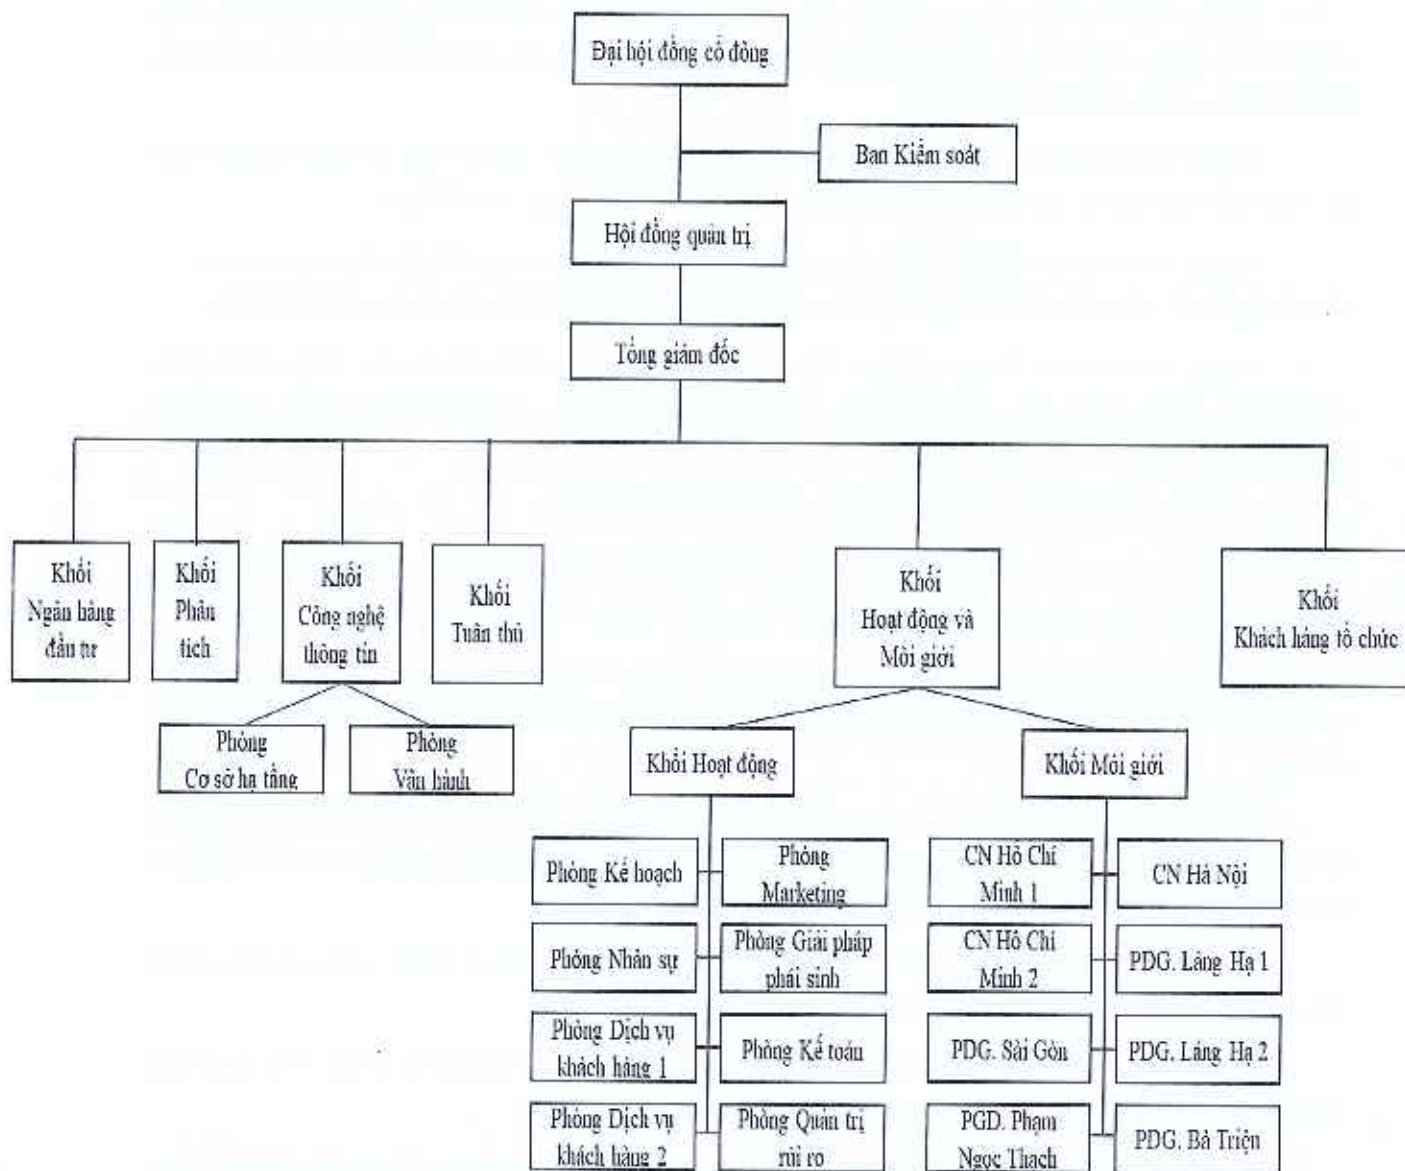 Đại hội đồng cổ đông
Ban Kiểm soát
Hội đồng quản trị
Tổng giám đốc
Khối
Ngân hàng
đầu tư
Khối
Phân
tích
Khối
Công nghệ
thông tin
Khối
Tuân thủ
Khối
Hoạt động và
Môi giới
Khối
Khách hàng tổ chức
Phòng
Cơ sở hạ tầng
Phòng
Vân hành
Khối Hoạt động
Khối Môi giới
Phòng Kế hoạch
Phòng
Marketing
Phòng Nhân sự
Phòng Giải pháp
phái sinh
Phòng Dịch vụ
khách hàng 1
Phòng Kế toán
Phòng Dịch vụ
khách hàng 2
Phòng Quản trị
rủi ro
CN Hồ Chí
Minh 1
CN Hà Nội
CN Hồ Chí
Minh 2
PDG. Láng Hạ 1
PDG. Sài Gòn
PDG. Láng Hạ 2
PGD. Phạm
Ngọc Thạch
PDG. Bà Triện